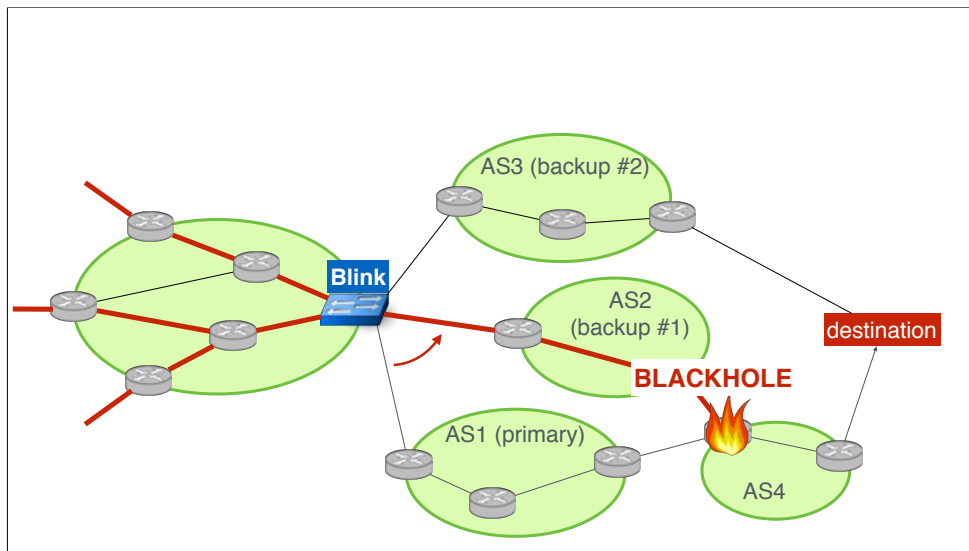 AS3 (backup #2)
Blink
AS2
(backup #1)
destination
BLACKHOLE
AS1 (primary)
AS4